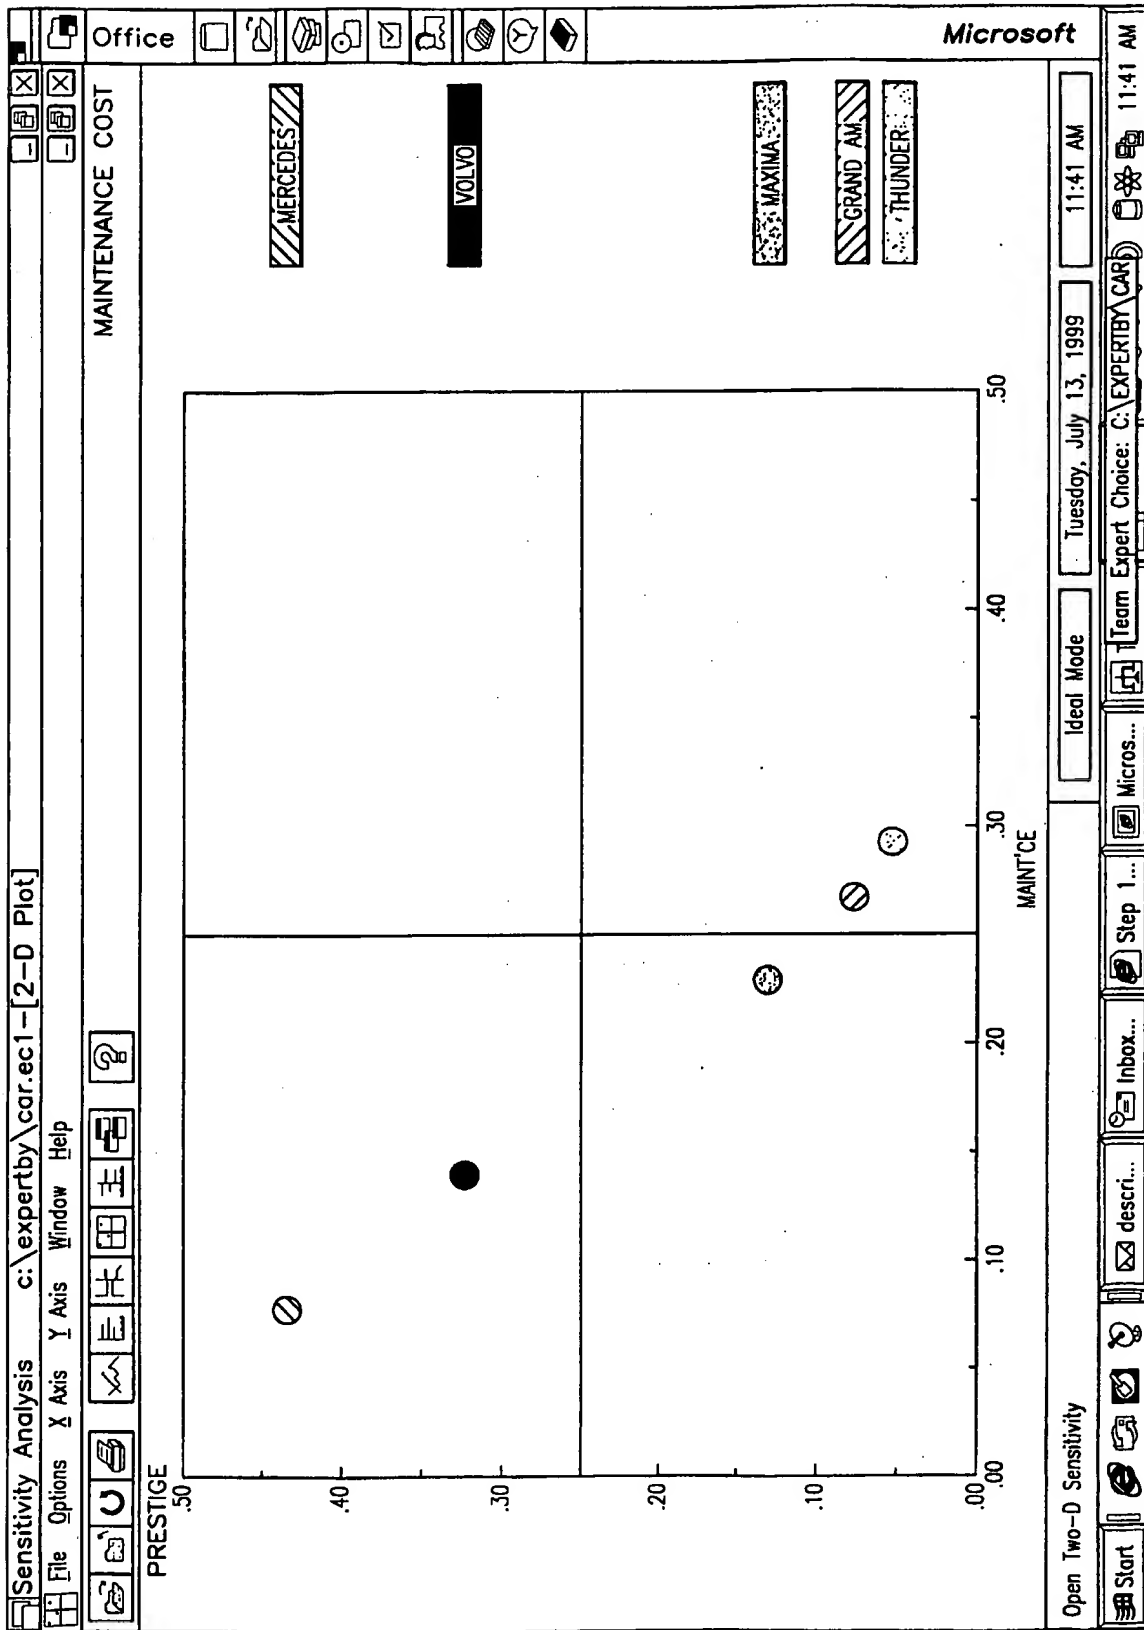 Sensitivity Analysis c:\expertby\car.ec1-[2-D Plot]
File Options X Axis Y Axis Window Help
Office
PRESTIGE
MAINTENANCE COST
.50
.40
.30
.20
.10
.00
.10
.20
.30
.40
.50
MAINT'CE
MERCEDES
VOLVO
MAXIMA
GRAND AM
THUNDER
Microsoft
Open Two-D Sensitivity
Ideal Mode
Tuesday, July 13, 1999
11:41 AM
Start
descri...
Inbox...
Step 1...
Micros...
T
Team Expert Choice: C:\EXPERTBY\CAR
11:41 AM